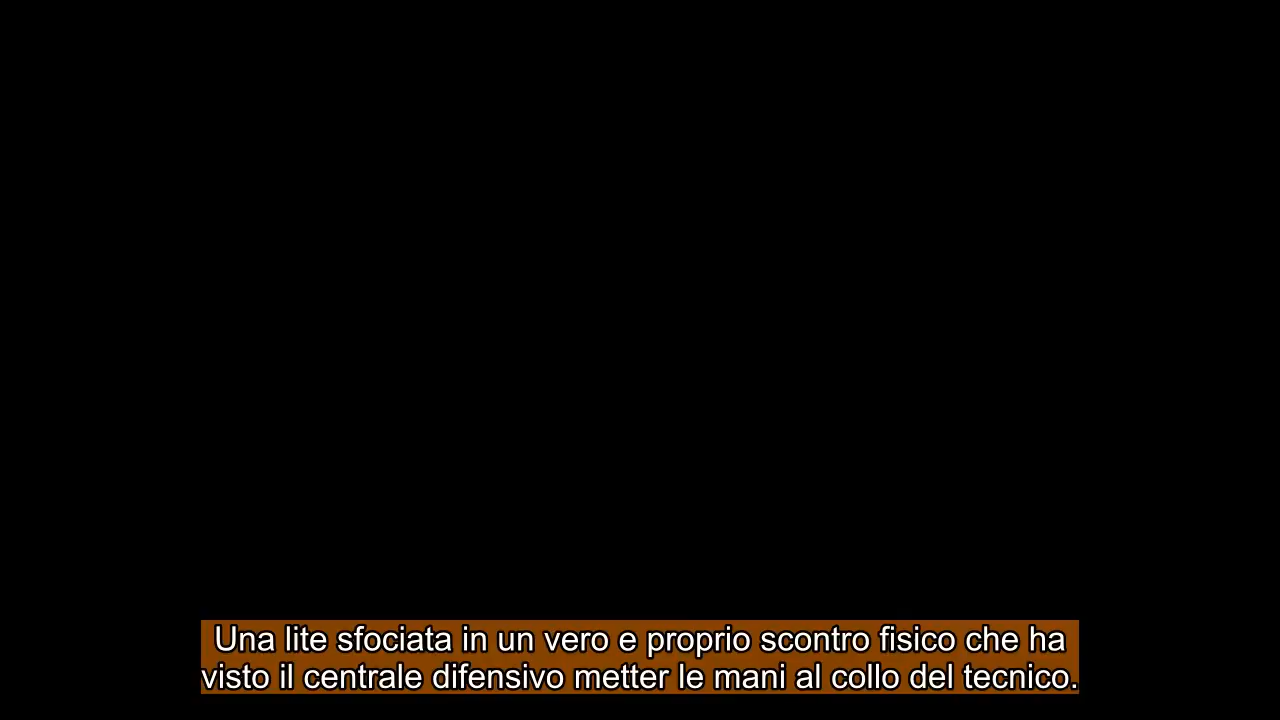 Una lite sfociata in un vero e proprio scontro fisico che ha
visto il centrale difensivo metter le mani al collo del tecnico.